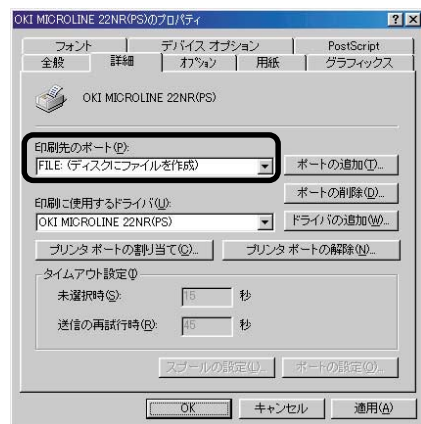 OKI MICROLINE 22NR(PS)のプロパティ
フォント デバイス オプション PostScript
全般 詳細 オプション 用紙 グラフィックス
OKI MICROLINE 22NR(PS)
印刷先のポート(P):
FILE: (ディスクにファイルを作成) ポートの追加(T)...
ポートの削除(D)...
印刷に使用するドライバ(U):
OKI MICROLINE 22NR(PS) ドライバの追加(W)...
プリンタ ポートの割り当て(C)... プリンタ ポートの解除(N)...
タイムアウト設定(I)
未選択時(S): 15 秒
送信の再試行時(R): 45 秒
スプールの設定(L)... ポートの設定(O)...
OK キャンセル 適用(A)